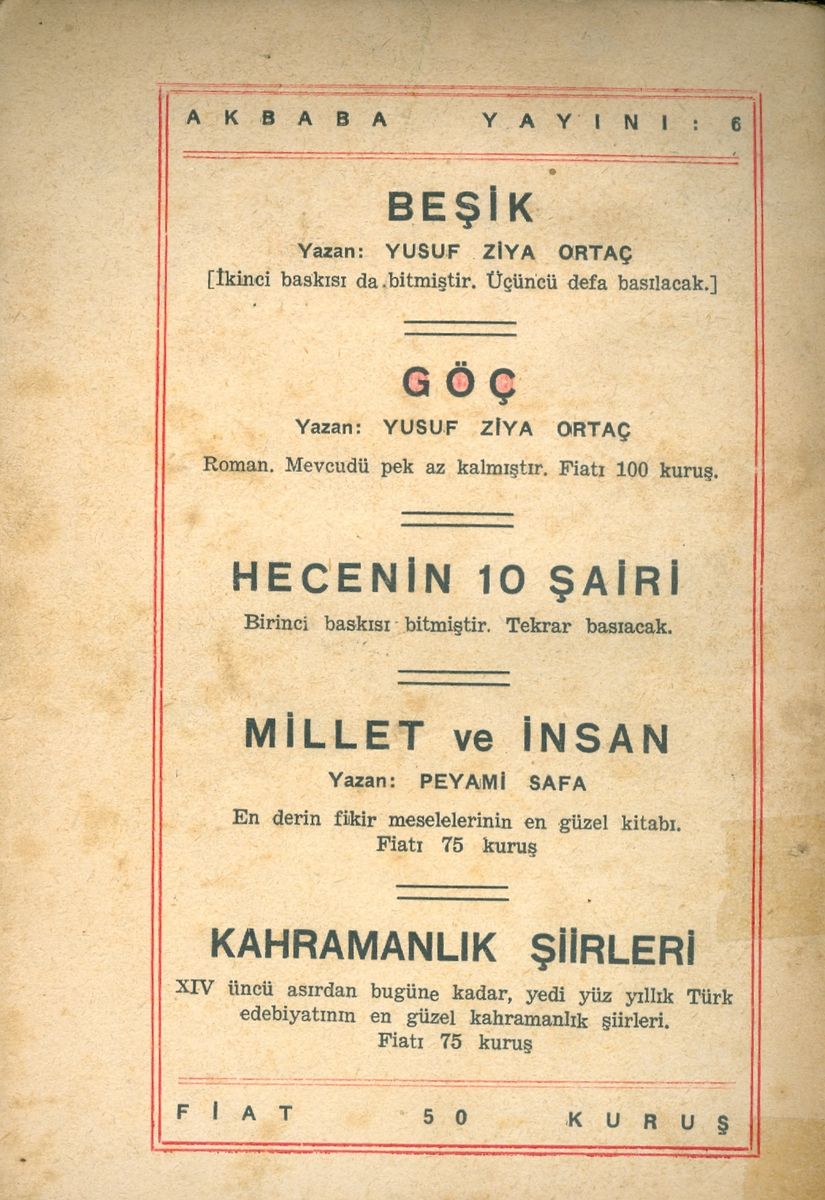 AKBABA YAYINI: 6
BEŞİK
Yazan: YUSUF ZİYA ORTAÇ
[İkinci baskısı da bitmiştir. Üçüncü defa basılacak.]
GÖÇ
Yazan: YUSUF ZİYA ORTAÇ
Roman. Mevcudü pek az kalmıştır. Fiatı 100 kuruş.
HECENİN 10 ŞAİRİ
Birinci baskısı bitmiştir. Tekrar basıacak.
MİLLET ve İNSAN
Yazan: PEYAMİ SAFA
En derin fikir meselelerinin en güzel kitabı.
Fiatı 75 kuruş
KAHRAMANLIK ŞİİRLERİ
XIV üncü asırdan bugüne kadar, yedi yüz yıllık Türk
edebiyatının en güzel kahramanlık şiirleri.
Fiatı 75 kuruş
FİAT 50 KURUŞ